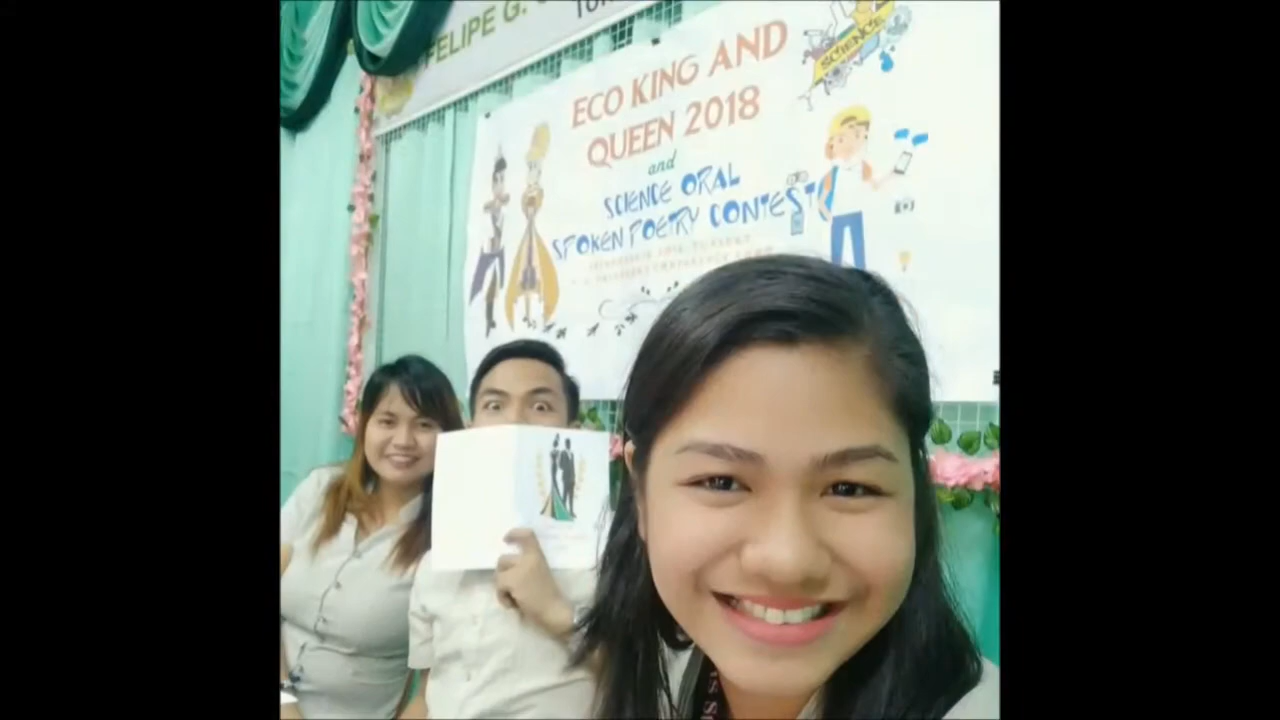 FELIPE G.
SCIENCE
ECO KING AND
QUEEN 2018
and
SCIENCE ORAL
SPOKEN POETRY CONTEST